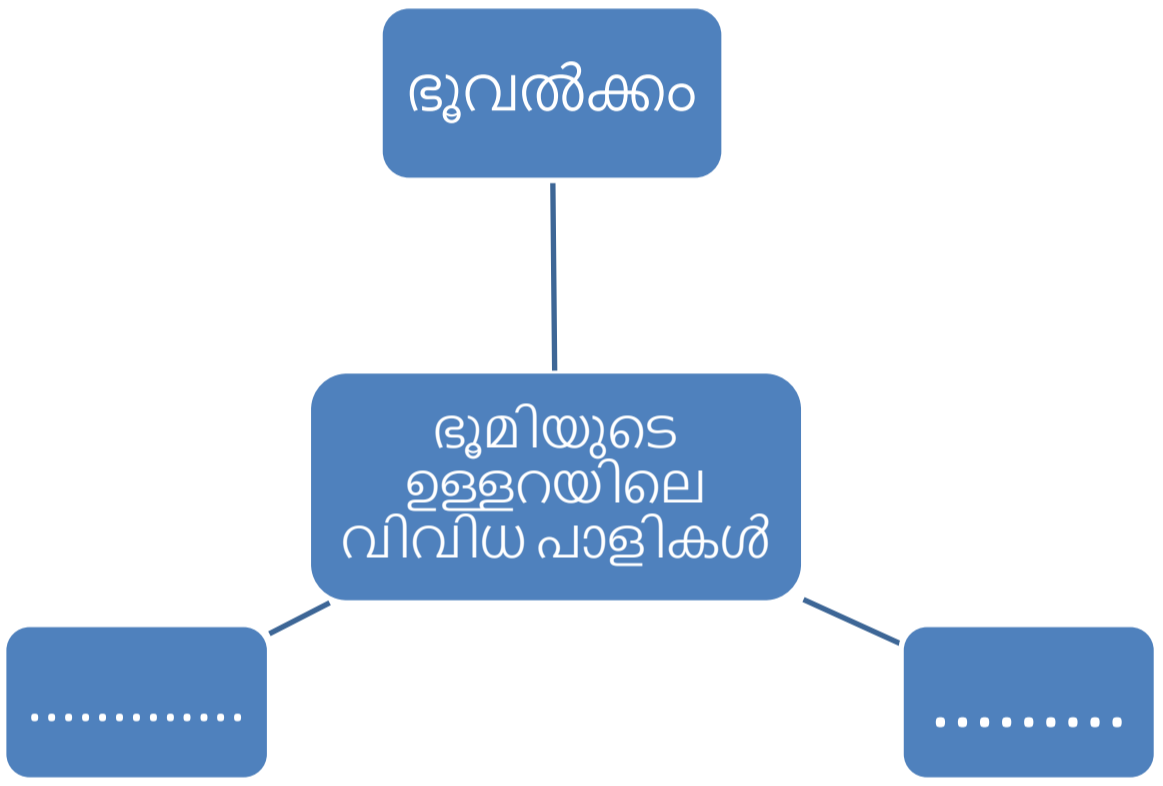 ഭൂവൽക്കം
ഭൂമിയുടെ
ഉള്ളറയിലെ
വിവിധ പാളികൾ
.............
.........